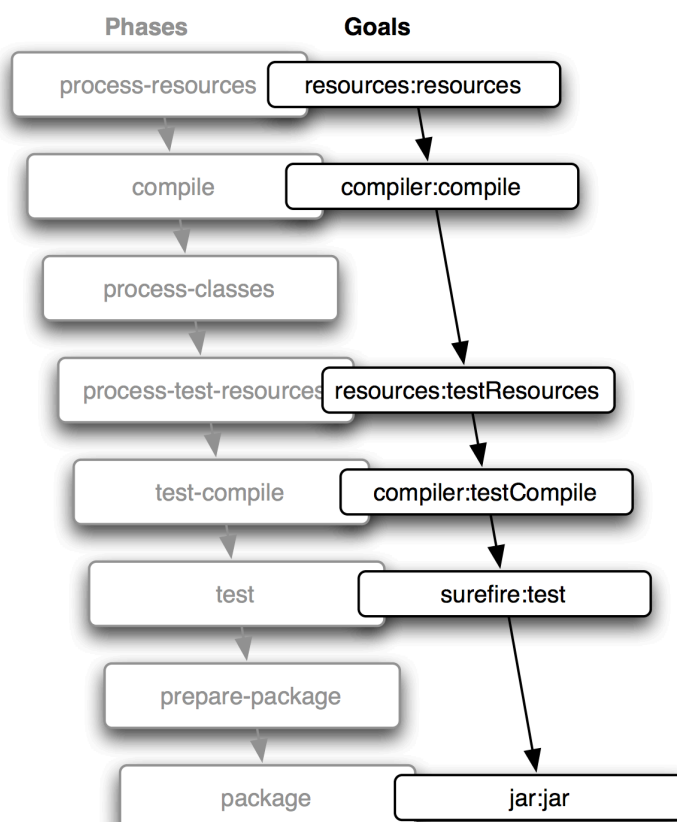 Phases Goals
process-resources resources:resources
compile compiler:compile
process-classes
process-test-resources resources:testResources
test-compile compiler:testCompile
test surefire:test
prepare-package
package jar:jar